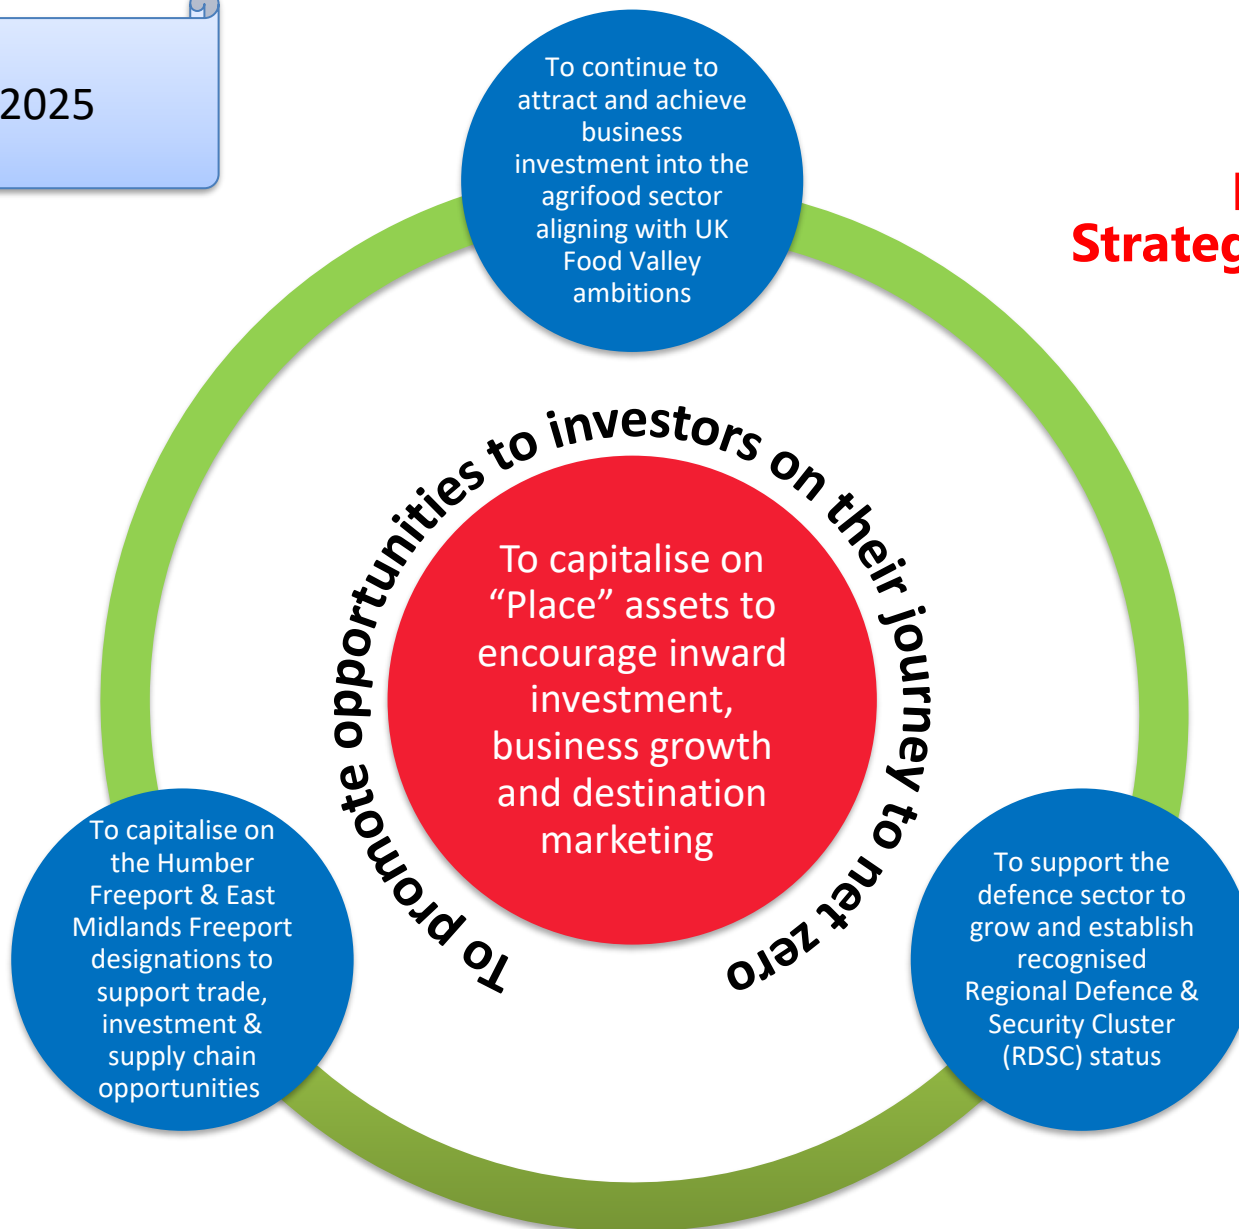 2025
To continue to
attract and achieve
business
investment into the
agrifood sector
aligning with UK
Food Valley
ambitions
To promote opportunities to investors on their journey to net zero
To capitalise on
“Place” assets to
encourage inward
investment,
business growth
and destination
marketing
To capitalise on
the Humber
Freeport & East
Midlands Freeport
designations to
support trade,
investment &
supply chain
opportunities
To support the
defence sector to
grow and establish
recognised
Regional Defence &
Security Cluster
(RDSC) status